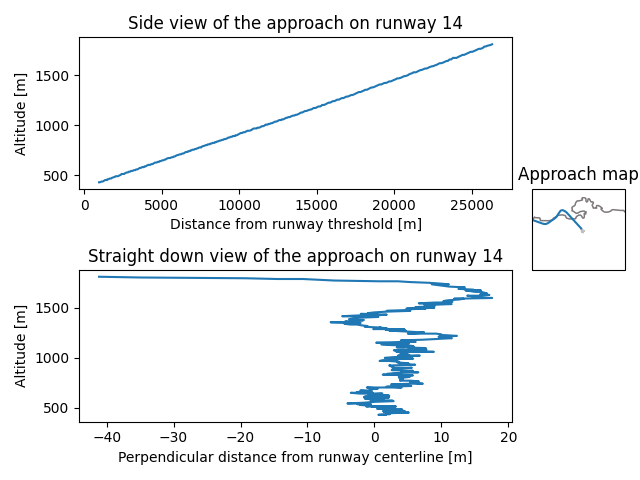 Side view of the approach on runway 14
Altitude [m]
1500
1000
500
0
5000
10000
15000
20000
25000
Distance from runway threshold [m]
Approach map
Straight down view of the approach on runway 14
Altitude [m]
1500
1000
500
−40
−30
−20
−10
0
10
20
Perpendicular distance from runway centerline [m]